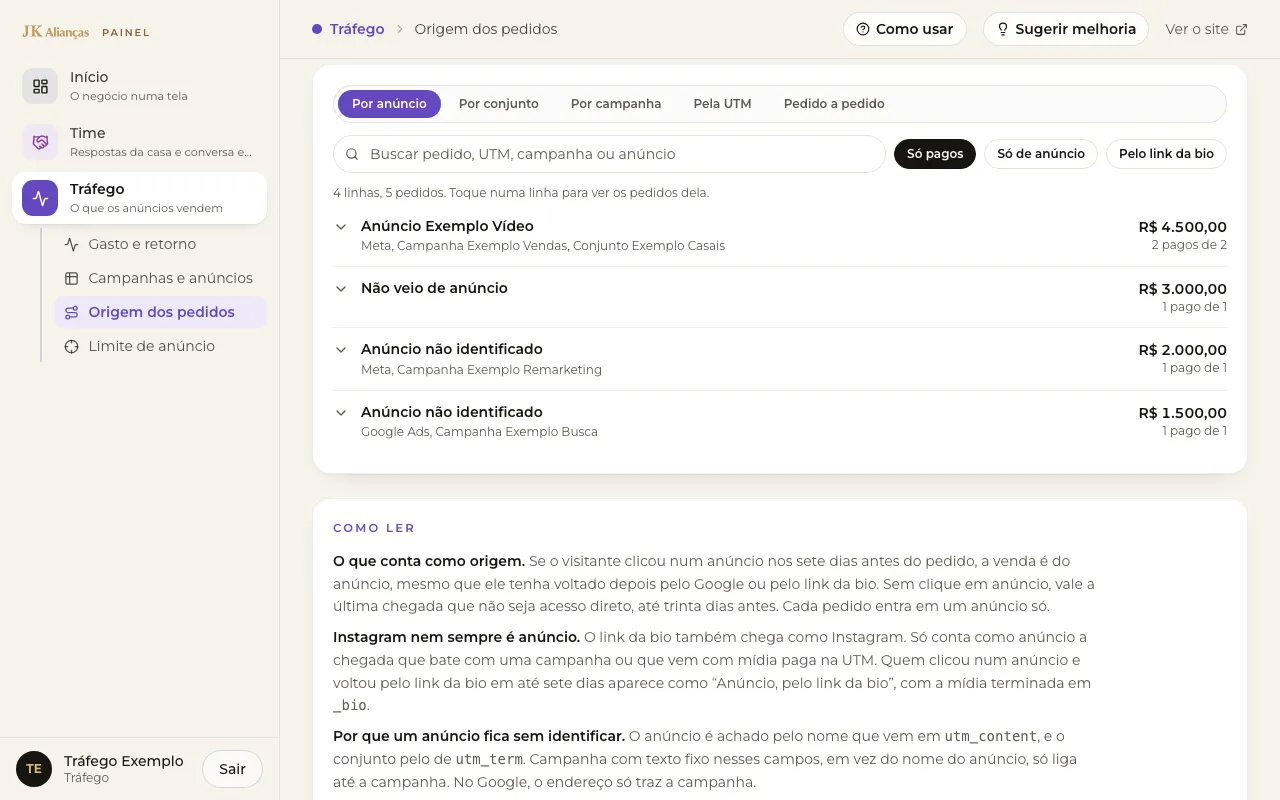 JK Alianças PAINEL
Início
O negócio numa tela
Time
Respostas da casa e conversa e...
Tráfego
O que os anúncios vendem
Gasto e retorno
Campanhas e anúncios
Origem dos pedidos
Limite de anúncio
TE
Tráfego Exemplo
Tráfego
Sair
Tráfego
Origem dos pedidos
Como usar
Sugerir melhoria
Ver o site
Por anúncio
Por conjunto
Por campanha
Pela UTM
Pedido a pedido
Buscar pedido, UTM, campanha ou anúncio
Só pagos
Só de anúncio
Pelo link da bio
4 linhas, 5 pedidos. Toque numa linha para ver os pedidos dela.
Anúncio Exemplo Vídeo
R$ 4.500,00
Meta, Campanha Exemplo Vendas, Conjunto Exemplo Casais
2 pagos de 2
Não veio de anúncio
R$ 3.000,00
1 pago de 1
Anúncio não identificado
R$ 2.000,00
Meta, Campanha Exemplo Remarketing
1 pago de 1
Anúncio não identificado
R$ 1.500,00
Google Ads, Campanha Exemplo Busca
1 pago de 1
COMO LER
O que conta como origem. Se o visitante clicou num anúncio nos sete dias antes do pedido, a venda é do
anúncio, mesmo que ele tenha voltado depois pelo Google ou pelo link da bio. Sem clique em anúncio, vale a
última chegada que não seja acesso direto, até trinta dias antes. Cada pedido entra em um anúncio só.
Instagram nem sempre é anúncio. O link da bio também chega como Instagram. Só conta como anúncio a
chegada que bate com uma campanha ou que vem com mídia paga na UTM. Quem clicou num anúncio e
voltou pelo link da bio em até sete dias aparece como “Anúncio, pelo link da bio”, com a mídia terminada em
_bio.
Por que um anúncio fica sem identificar. O anúncio é achado pelo nome que vem em utm_content, e o
conjunto pelo de utm_term. Campanha com texto fixo nesses campos, em vez do nome do anúncio, só liga
até a campanha. No Google, o endereço só traz a campanha.